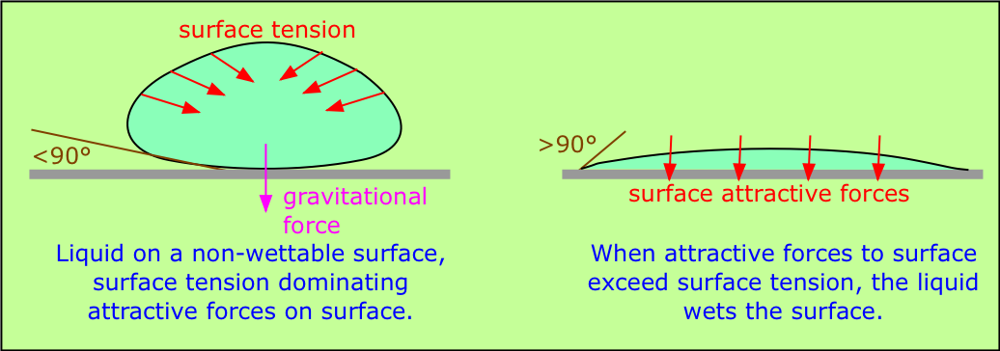 surface tension
<90°
gravitational
force
Liquid on a non-wettable surface,
surface tension dominating
attractive forces on surface.
>90°
surface attractive forces
When attractive forces to surface
exceed surface tension, the liquid
wets the surface.